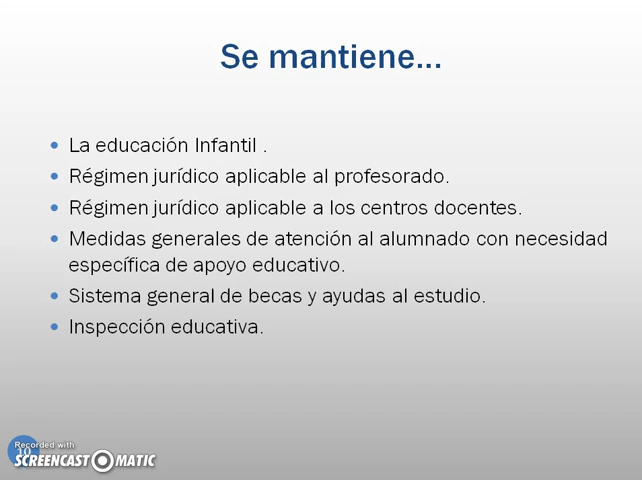 Se mantiene...
La educación Infantil .
Régimen jurídico aplicable al profesorado.
Régimen jurídico aplicable a los centros docentes.
Medidas generales de atención al alumnado con necesidad
específica de apoyo educativo.
Sistema general de becas y ayudas al estudio.
Inspección educativa.
Recorded with
10
SCREENCAST-O-MATIC